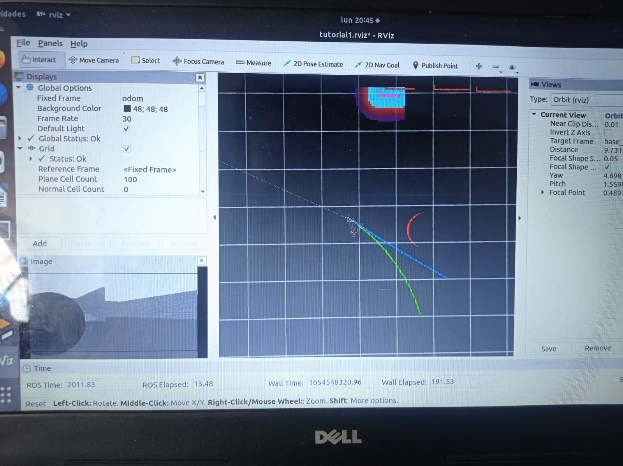 vidades
rviz
lun 20:45
tutorial1.rviz* - RViz
File Panels Help
Interact Move Camera Select Focus Camera Measure 2D Pose Estimate 2D Nav Goal Publish Point
Displays
Global Options
Fixed Frame odom
Background Color 48; 48; 48
Frame Rate 30
Default Light
Global Status: Ok
Grid
Status: Ok
Reference Frame <Fixed Frame>
Plane Cell Count 100
Normal Cell Count 0
Add
Image
Views
Type: Orbit (rviz)
Current View Orbit
Near Clip Dis... 0.01
Invert Z Axis
Target Frame base_
Distance 9.731
Focal Shape S... 0.05
Focal Shape ...
Yaw 4.698
Pitch 1.5598
Focal Point 0.489
Save Remove
Time
ROS Time: 2011.83 ROS Elapsed: 13.48 Wall Time: 1654548320.96 Wall Elapsed: 191.53
Reset Left-Click: Rotate. Middle-Click: Move X/Y. Right-Click/Mouse Wheel:: Zoom. Shift: More options.
DELL